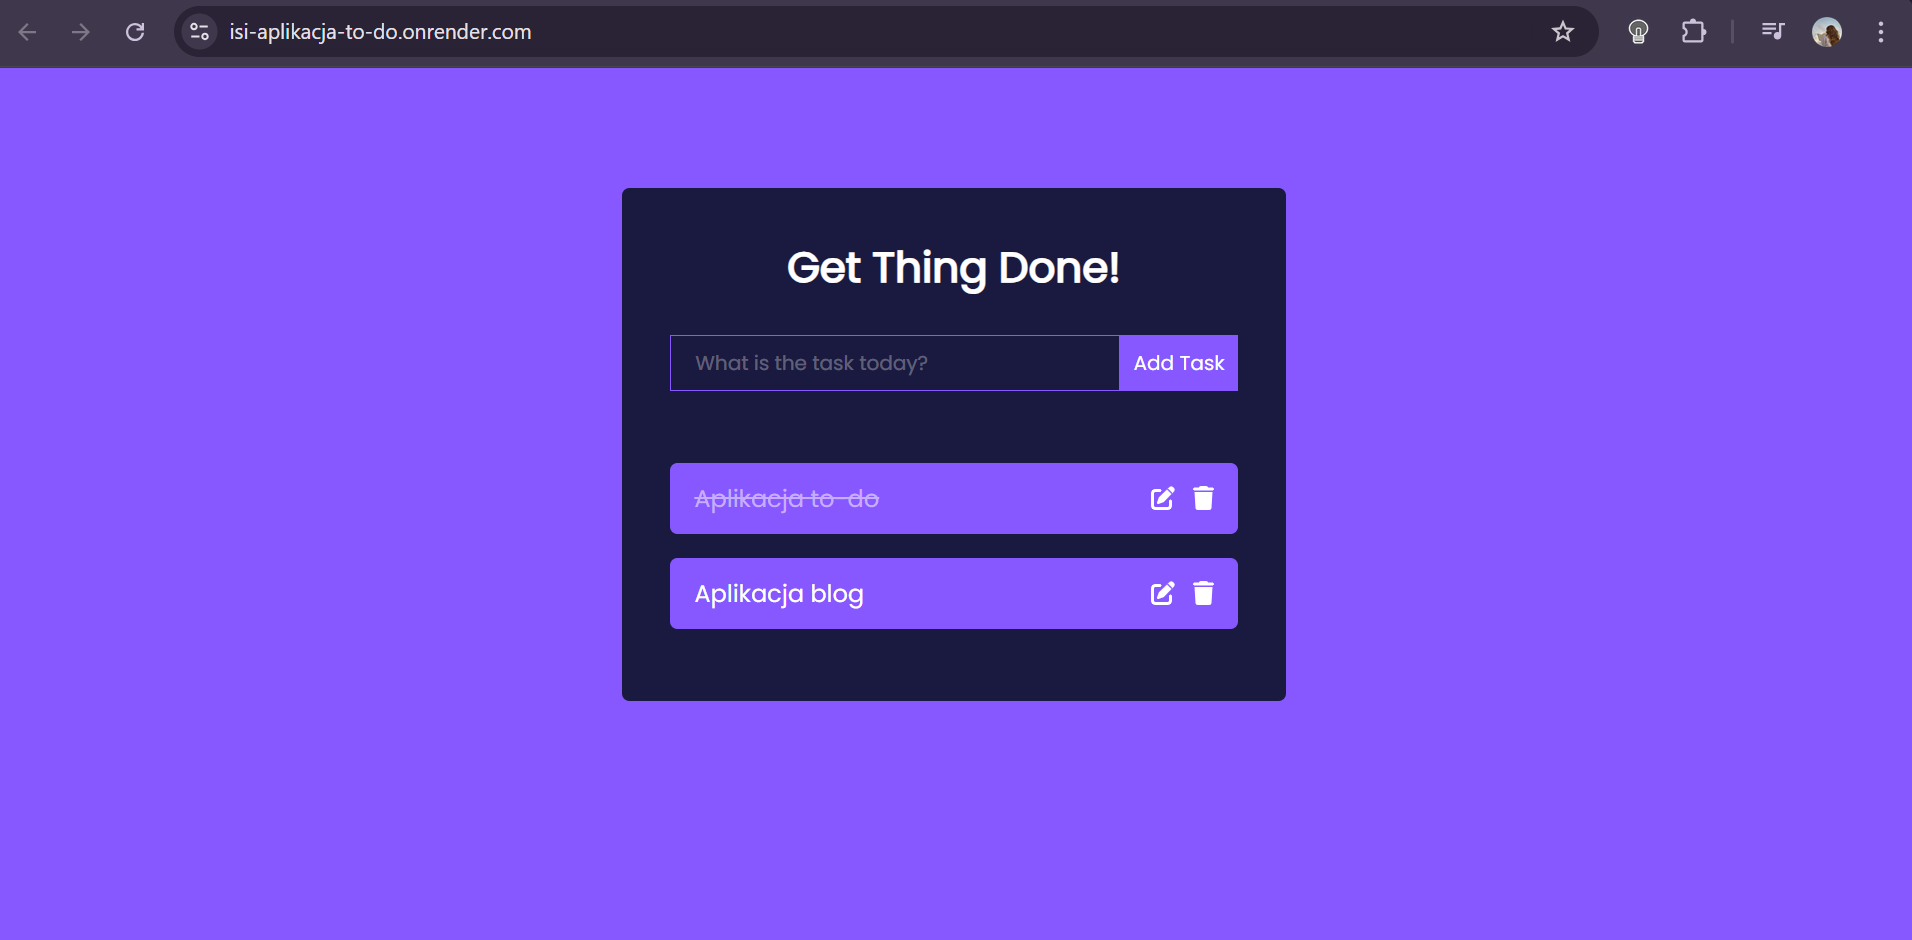 isi-aplikacja-to-do.onrender.com
Get Thing Done!
What is the task today?
Add Task
Aplikacja to-do
Aplikacja blog